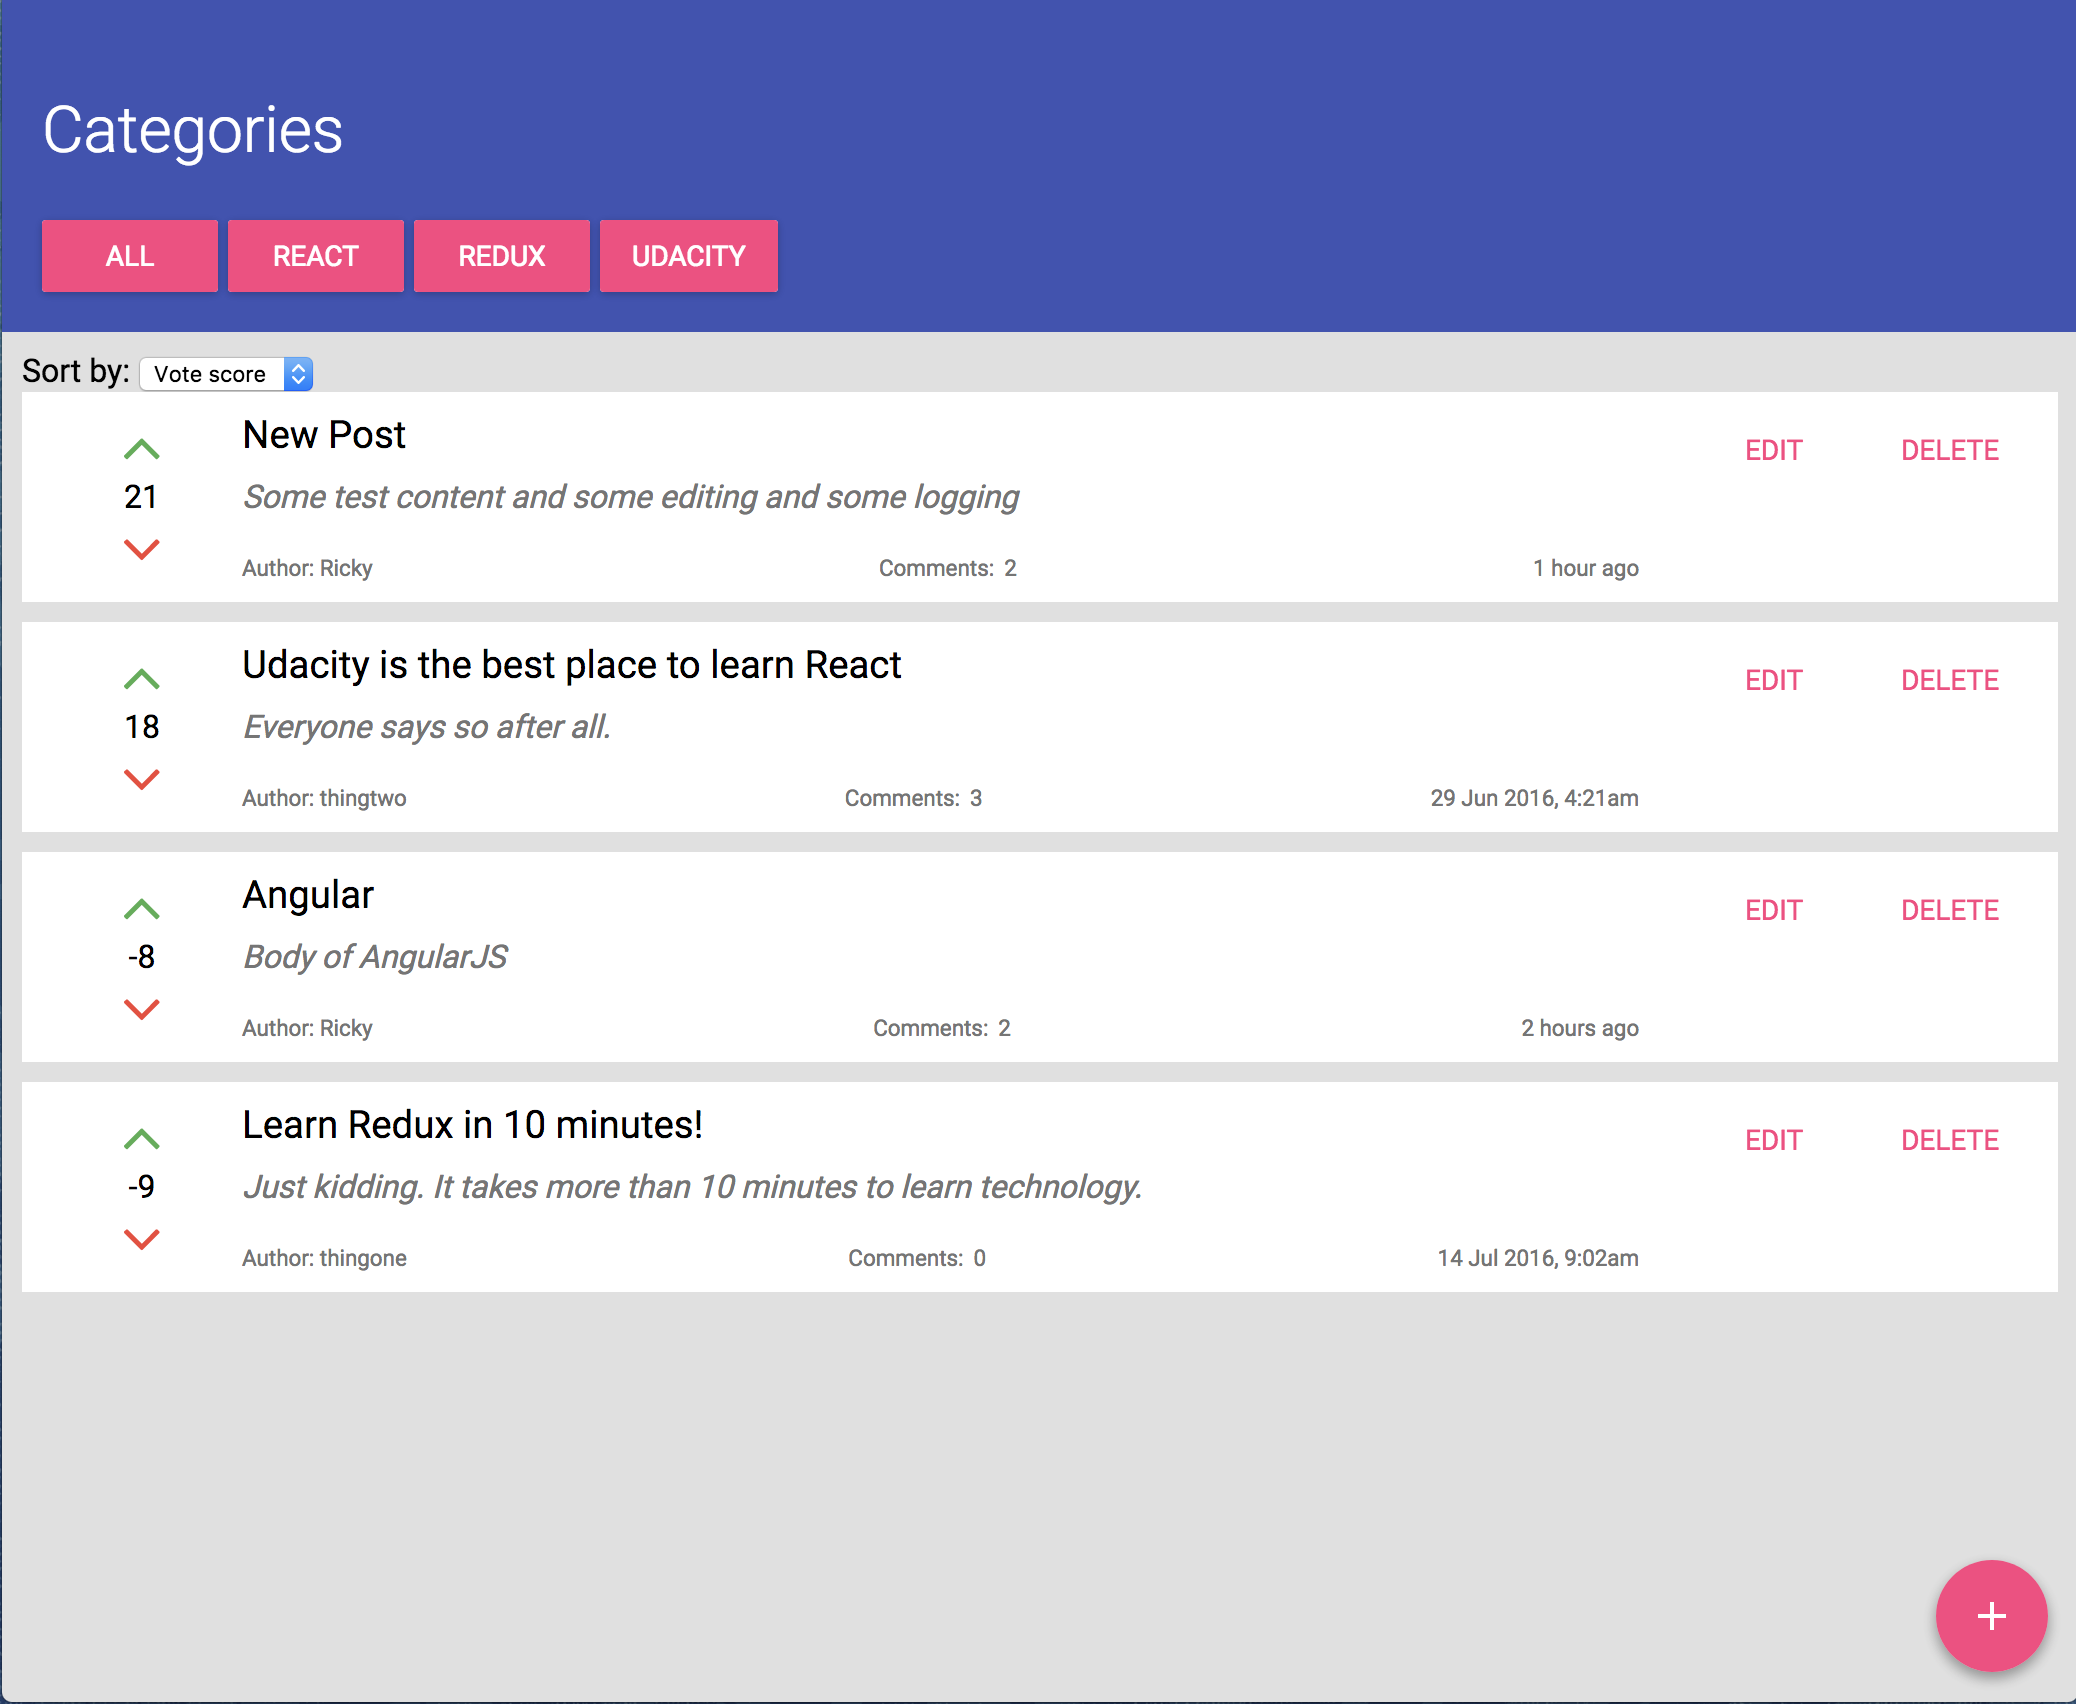 Categories
ALL REACT REDUX UDACITY
Sort by: Vote score
New Post
EDIT DELETE
21
Some test content and some editing and some logging
Author: Ricky Comments: 2 1 hour ago
Udacity is the best place to learn React
EDIT DELETE
18
Everyone says so after all.
Author: thingtwo Comments: 3 29 Jun 2016, 4:21am
Angular
EDIT DELETE
-8
Body of AngularJS
Author: Ricky Comments: 2 2 hours ago
Learn Redux in 10 minutes!
EDIT DELETE
-9
Just kidding. It takes more than 10 minutes to learn technology.
Author: thingone Comments: 0 14 Jul 2016, 9:02am
+